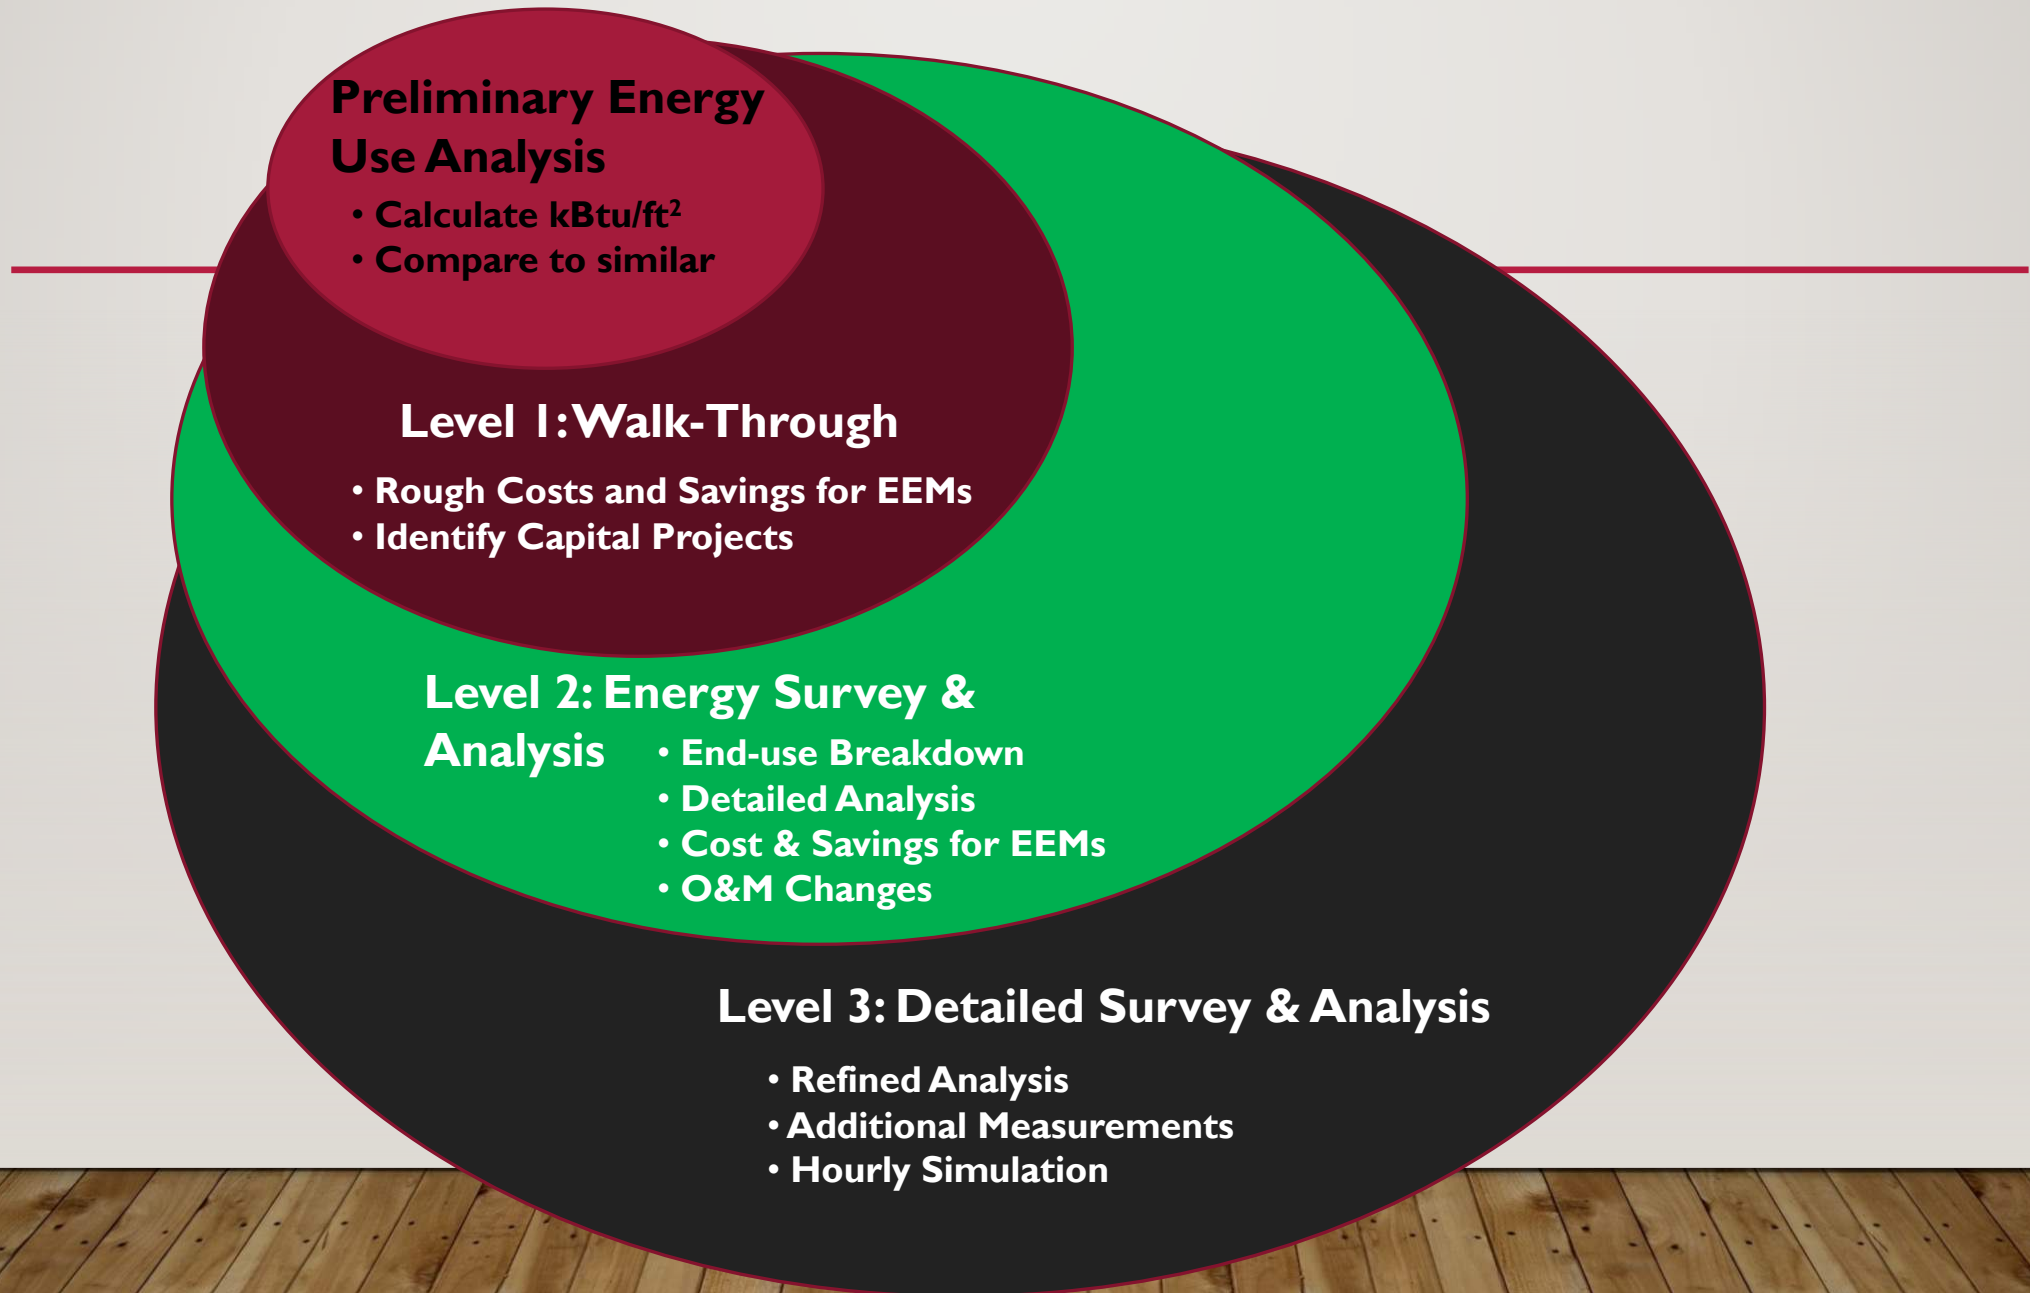 Preliminary Energy
Use Analysis
• Calculate kBtu/ft²
• Compare to similar
Level 1: Walk-Through
• Rough Costs and Savings for EEMs
• Identify Capital Projects
Level 2: Energy Survey &
Analysis
• End-use Breakdown
• Detailed Analysis
• Cost & Savings for EEMs
• O&M Changes
Level 3: Detailed Survey & Analysis
• Refined Analysis
• Additional Measurements
• Hourly Simulation